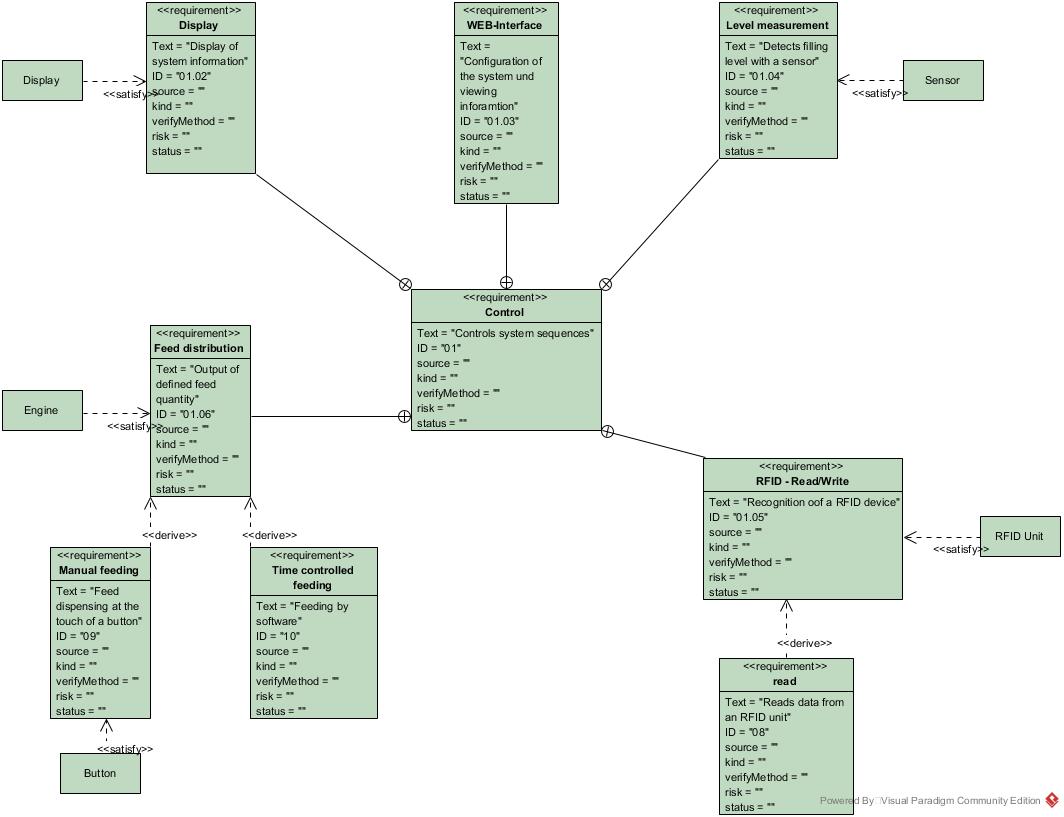 <<requirement>>
Display
Text = "Display of
system information"
ID = "01.02"
source = ""
kind = ""
verifyMethod = ""
risk = ""
status = ""
<<requirement>>
WEB-Interface
Text =
"Configuration of
the system und
viewing
inforamtion"
ID = "01.03"
source = ""
kind = ""
verifyMethod = ""
risk = ""
status = ""
<<requirement>>
Level measurement
Text = "Detects filling
level with a sensor"
ID = "01.04"
source = ""
kind = ""
verifyMethod = ""
risk = ""
status = ""
Display
<<satisfy>>
Sensor
<<satisfy>>
<<requirement>>
Control
Text = "Controls system sequences"
ID = "01"
source = ""
kind = ""
verifyMethod = ""
risk = ""
status = ""
<<requirement>>
Feed distribution
Text = "Output of
defined feed
quantity"
ID = "01.06"
source = ""
kind = ""
verifyMethod = ""
risk = ""
status = ""
Engine
<<satisfy>>
<<requirement>>
RFID - Read/Write
Text = "Recognition oof a RFID device"
ID = "01.05"
source = ""
kind = ""
verifyMethod = ""
risk = ""
status = ""
RFID Unit
<<satisfy>>
<<derive>>
<<derive>>
<<requirement>>
Manual feeding
Text = "Feed
dispensing at the
touch of a button"
ID = "09"
source = ""
kind = ""
verifyMethod = ""
risk = ""
status = ""
<<requirement>>
Time controlled
feeding
Text = "Feeding by
software"
ID = "10"
source = ""
kind = ""
verifyMethod = ""
risk = ""
status = ""
<<derive>>
<<requirement>>
read
Text = "Reads data from
an RFID unit"
ID = "08"
source = ""
kind = ""
verifyMethod = ""
risk = ""
status = ""
<<satisfy>>
Button
Powered By Visual Paradigm Community Edition